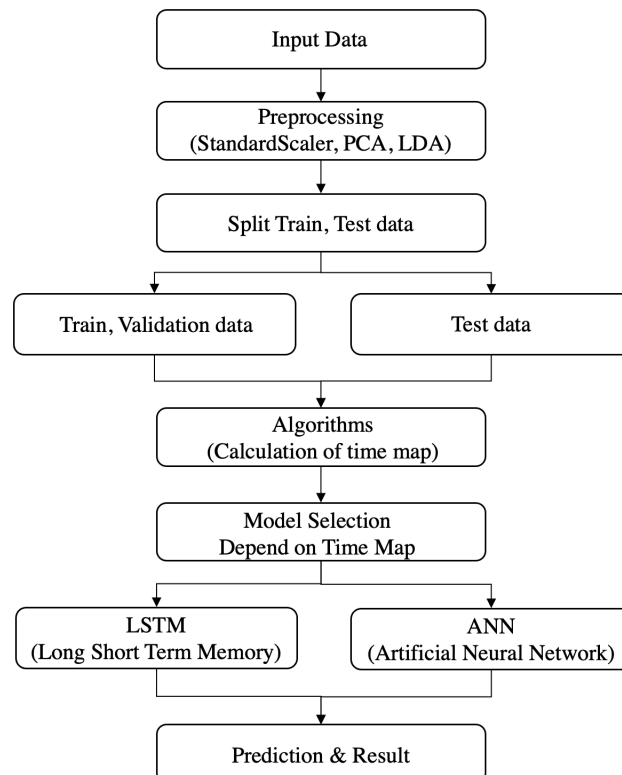 Input Data
Preprocessing
(StandardScaler, PCA, LDA)
Split Train, Test data
Train, Validation data
Test data
Algorithms
(Calculation of time map)
Model Selection
Depend on Time Map
LSTM
(Long Short Term Memory)
ANN
(Artificial Neural Network)
Prediction & Result